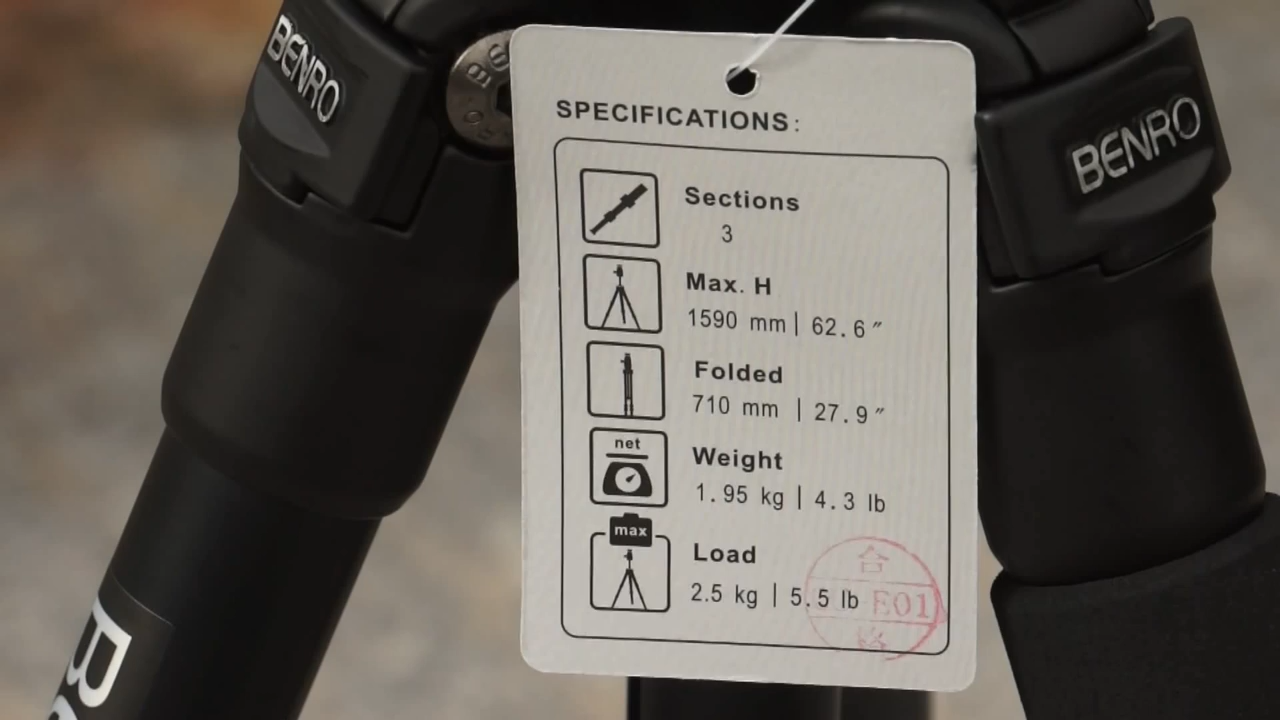 BENRO
SPECIFICATIONS:
BENRO
Sections
3
Max. H
1590 mm | 62.6″
Folded
710 mm | 27.9″
net
Weight
1.95 kg | 4.3 lb
max
Load
2.5 kg | 5.5 lb
合
E01
格